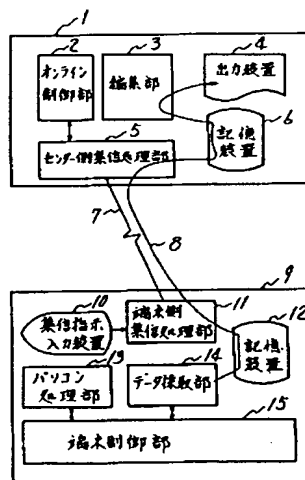 1
2
3
4
オンライン
制御部
編集部
出力装置
5
6
センター側集信処理部
記憶
装置
7
8
9
10
11
12
集信指示
入力装置
端末側
集信処理部
記憶
装置
13
14
パソコン
処理部
データ採取部
15
端末制御部